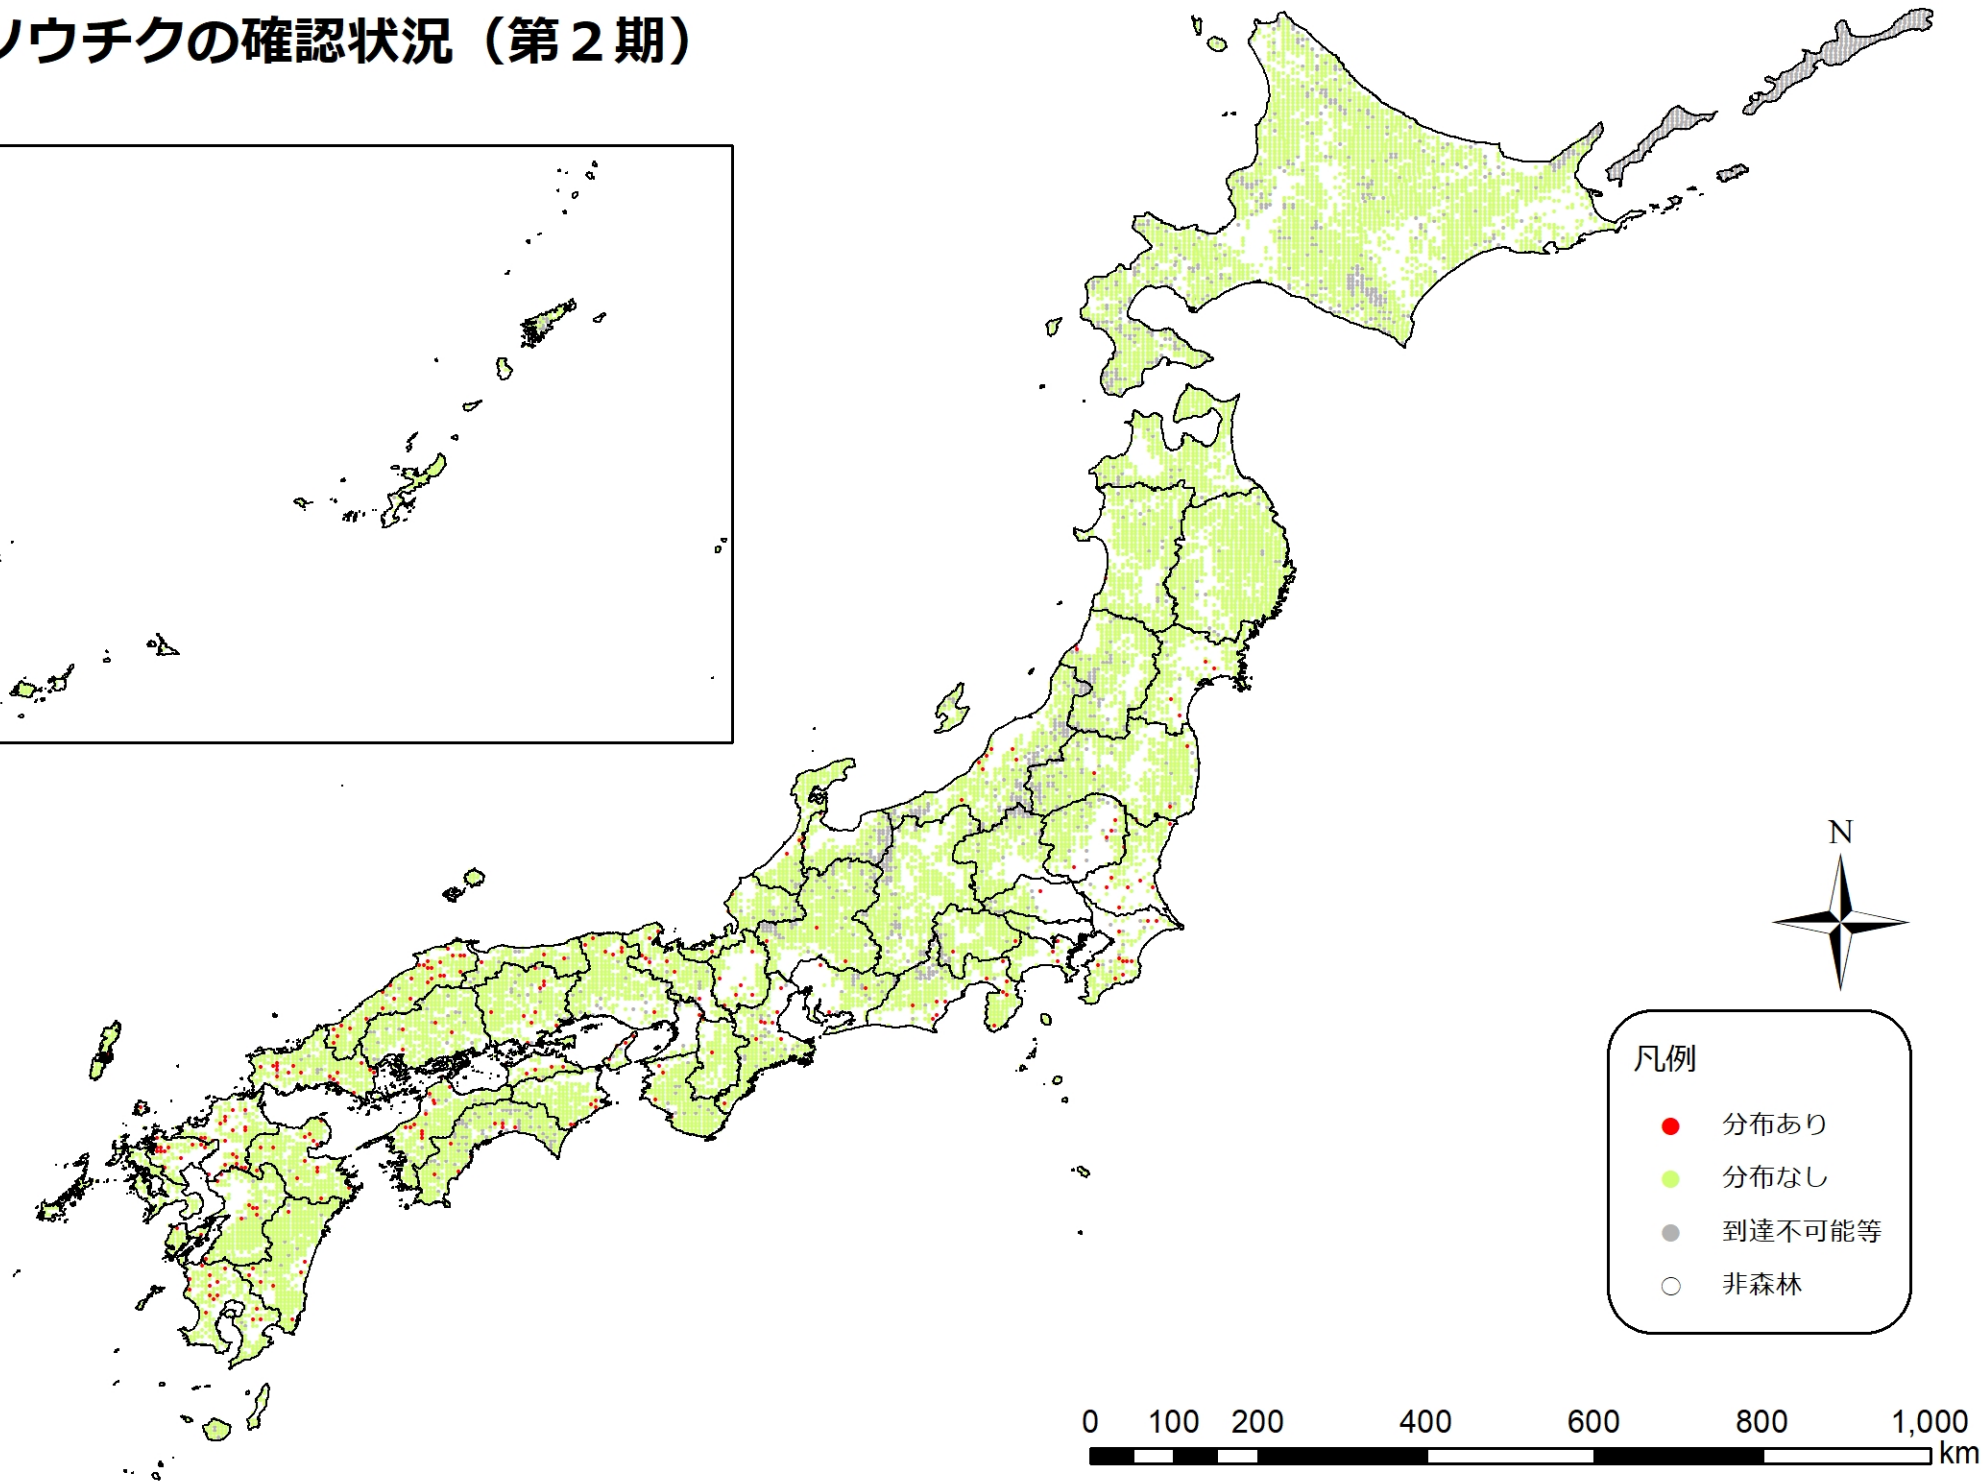 ソウチクの確認状況（第２期）
N
凡例
分布あり
分布なし
到達不可能等
非森林
0 100 200 400 600 800 1,000
km